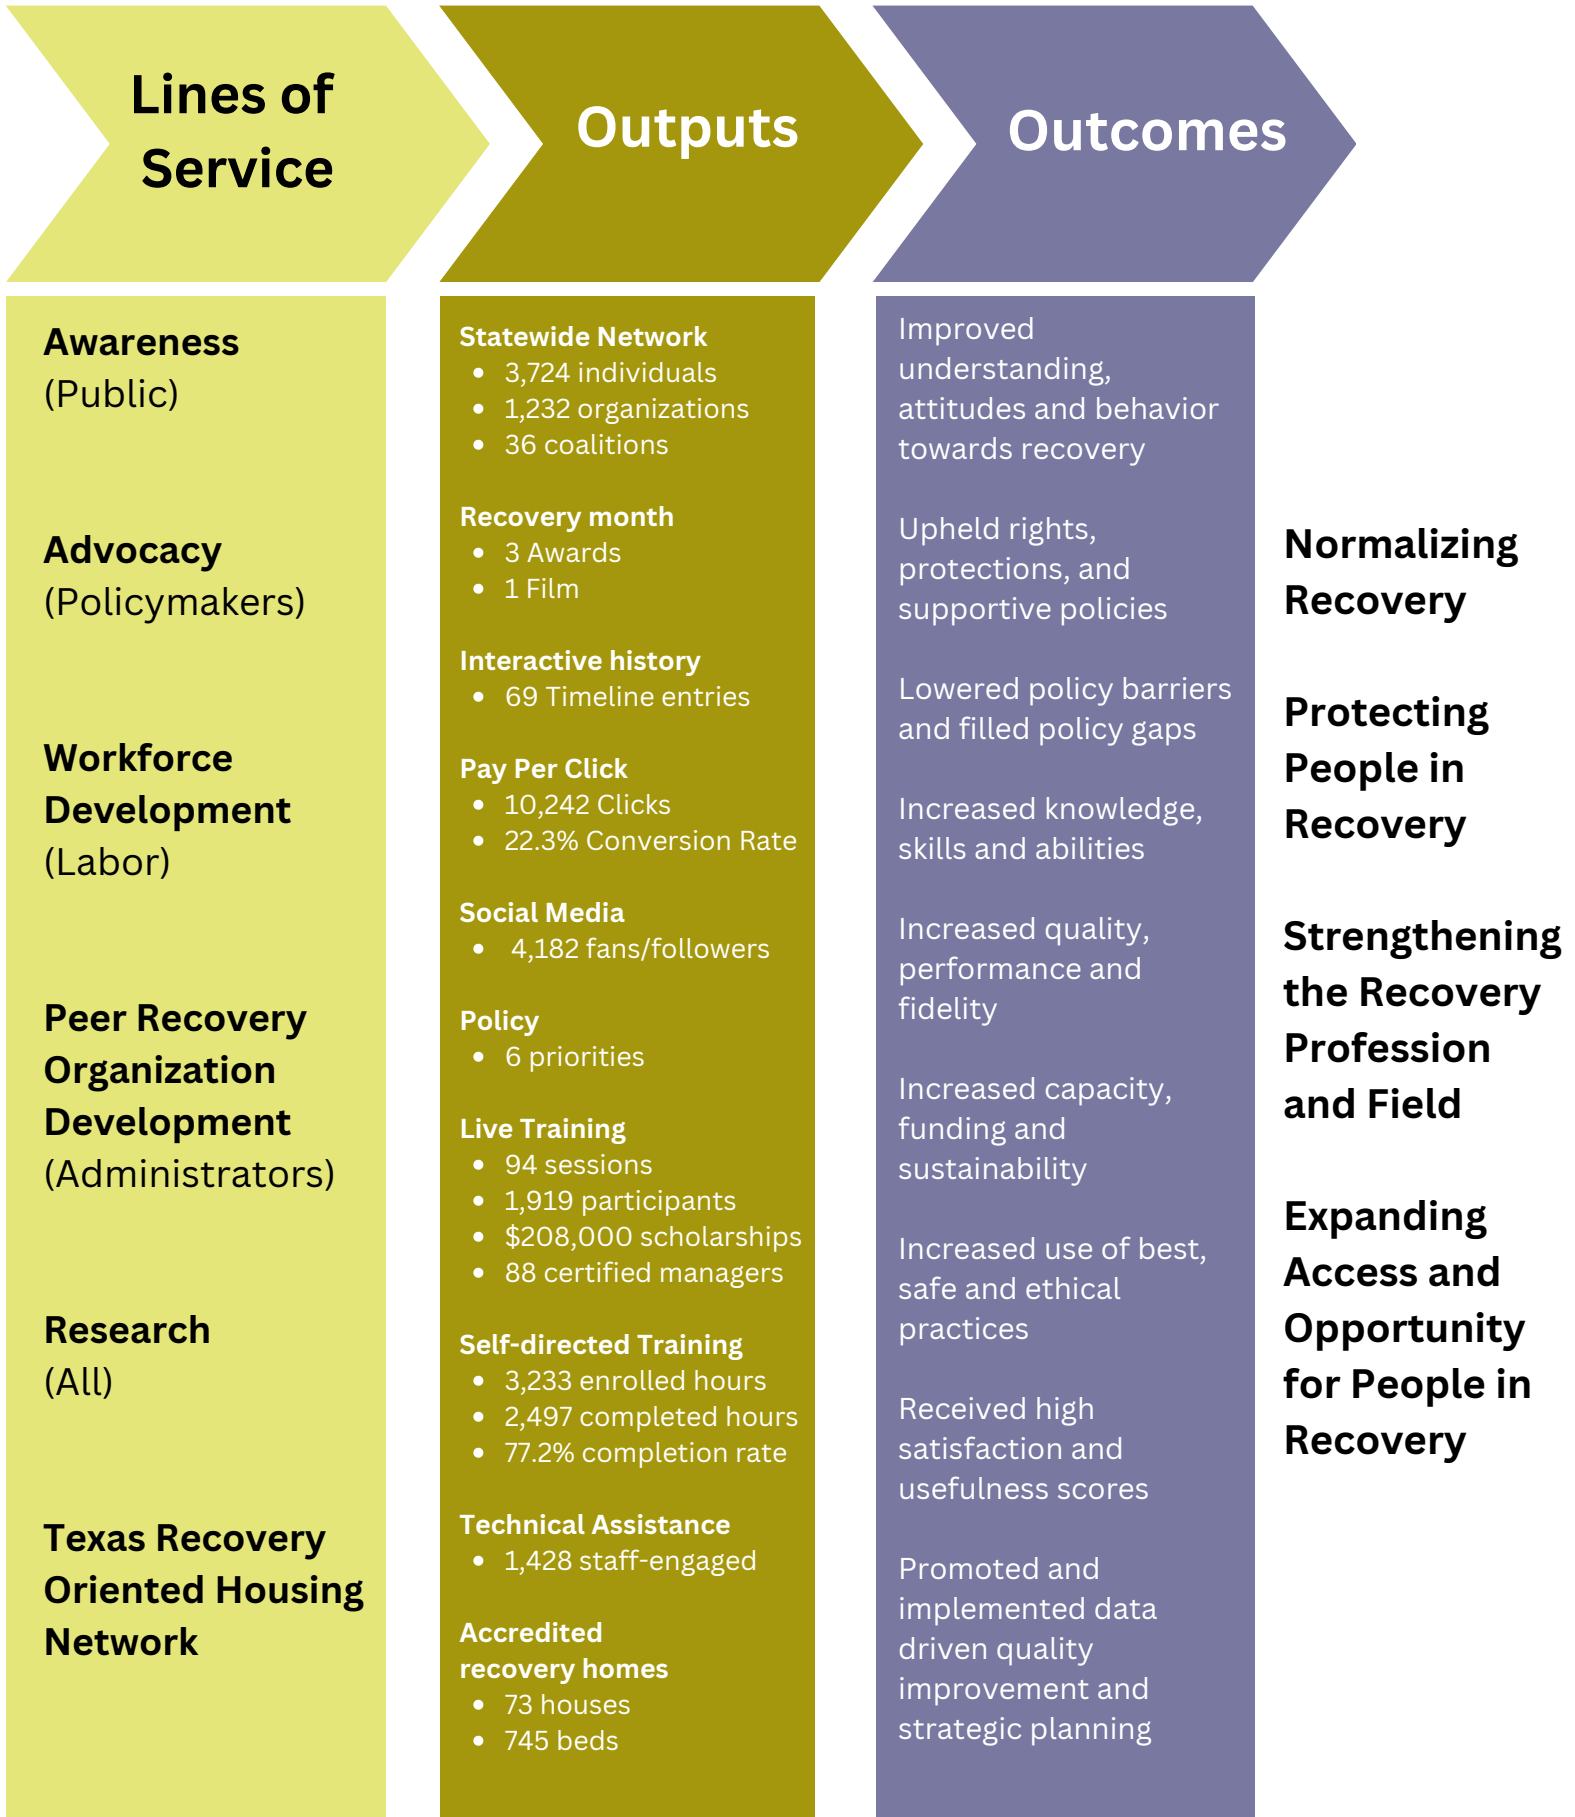 Lines of
Service
Outputs
Outcomes
Awareness
(Public)
Advocacy
(Policymakers)
Workforce
Development
(Labor)
Peer Recovery
Organization
Development
(Administrators)
Research
(All)
Texas Recovery
Oriented Housing
Network
Statewide Network
• 3,724 individuals
• 1,232 organizations
• 36 coalitions
Recovery month
• 3 Awards
• 1 Film
Interactive history
• 69 Timeline entries
Pay Per Click
• 10,242 Clicks
• 22.3% Conversion Rate
Social Media
• 4,182 fans/followers
Policy
• 6 priorities
Live Training
• 94 sessions
• 1,919 participants
• $208,000 scholarships
• 88 certified managers
Self-directed Training
• 3,233 enrolled hours
• 2,497 completed hours
• 77.2% completion rate
Technical Assistance
• 1,428 staff-engaged
Accredited
recovery homes
• 73 houses
• 745 beds
Improved
understanding,
attitudes and behavior
towards recovery
Upheld rights,
protections, and
supportive policies
Lowered policy barriers
and filled policy gaps
Increased knowledge,
skills and abilities
Increased quality,
performance and
fidelity
Increased capacity,
funding and
sustainability
Increased use of best,
safe and ethical
practices
Received high
satisfaction and
usefulness scores
Promoted and
implemented data
driven quality
improvement and
strategic planning
Normalizing
Recovery
Protecting
People in
Recovery
Strengthening
the Recovery
Profession
and Field
Expanding
Access and
Opportunity
for People in
Recovery